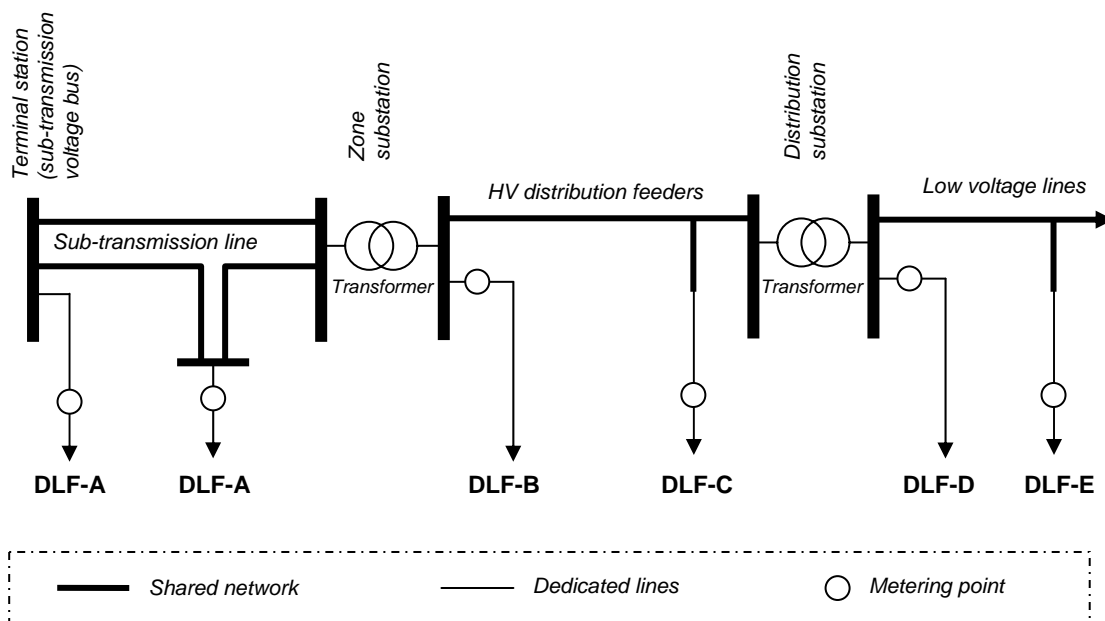 Terminal station
(sub-transmission
voltage bus)
Zone
substation
Distribution
substation
HV distribution feeders
Low voltage lines
Sub-transmission line
Transformer
Transformer
DLF-A
DLF-A
DLF-B
DLF-C
DLF-D
DLF-E
Shared network
Dedicated lines
Metering point